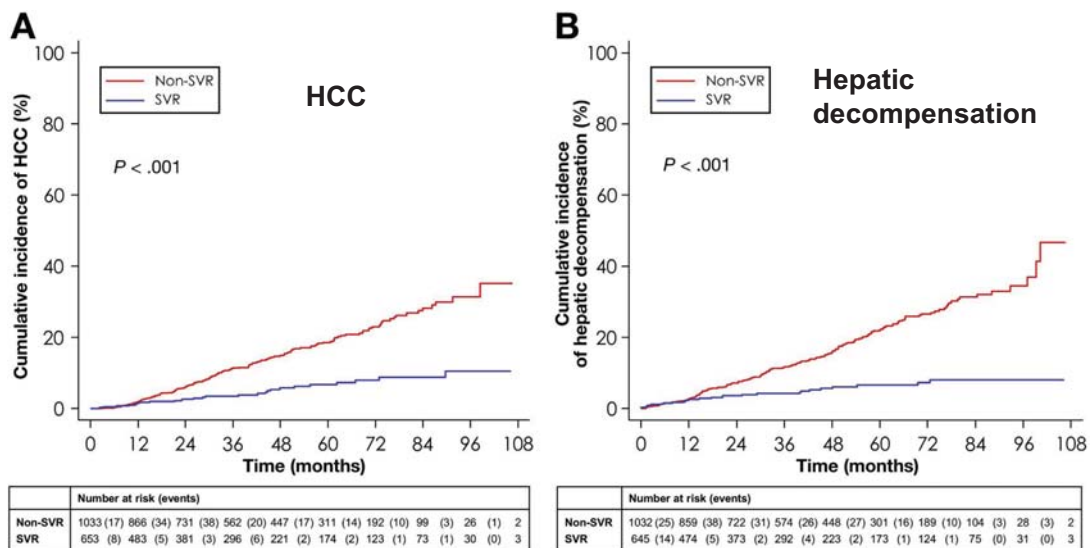 A
Cumulative incidence of HCC (%)
100
80
60
40
20
0
Non-SVR
SVR
HCC
P < .001
0 12 24 36 48 60 72 84 96 108
Time (months)
Number at risk (events)
Non-SVR 1033 (17) 866 (34) 731 (38) 562 (20) 447 (17) 311 (14) 192 (10) 99 (3) 26 (1) 2
SVR 653 (8) 483 (5) 381 (3) 296 (6) 221 (2) 174 (2) 123 (1) 73 (1) 30 (0) 3
B
Cumulative incidence
of hepatic decompensation (%)
100
80
60
40
20
0
Non-SVR
SVR
Hepatic
decompensation
P < .001
0 12 24 36 48 60 72 84 96 108
Time (months)
Number at risk (events)
Non-SVR 1032 (25) 859 (38) 722 (31) 574 (26) 448 (27) 301 (16) 189 (10) 104 (3) 28 (3) 2
SVR 645 (14) 474 (5) 373 (2) 292 (4) 223 (2) 173 (1) 124 (1) 75 (0) 31 (0) 3